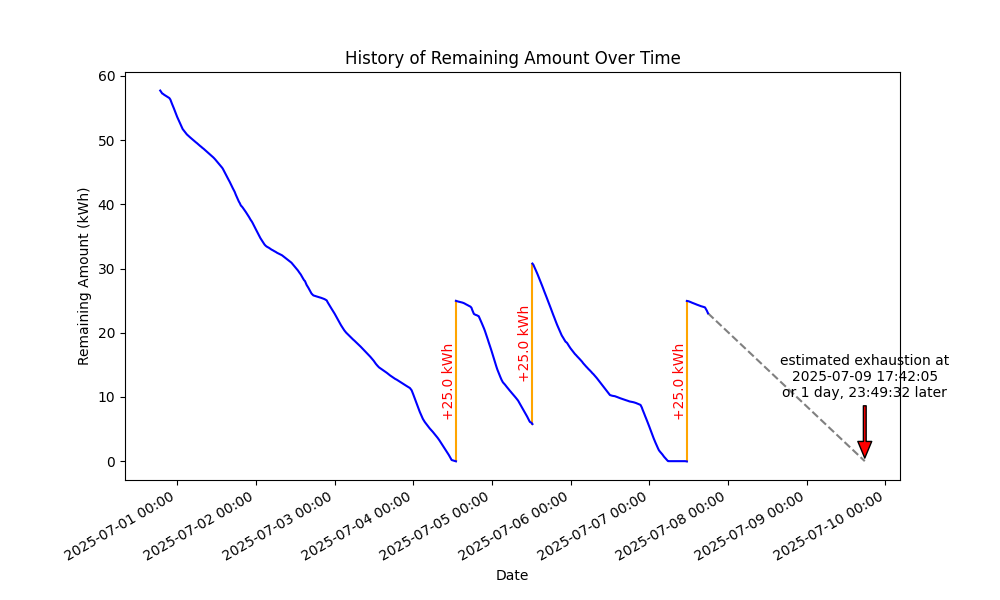 History of Remaining Amount Over Time
Remaining Amount (kWh)
60
50
40
30
20
10
0
+25.0 kWh
+25.0 kWh
+25.0 kWh
estimated exhaustion at
2025-07-09 17:42:05
or 1 day, 23:49:32 later
2025-07-01 00:00
2025-07-02 00:00
2025-07-03 00:00
2025-07-04 00:00
2025-07-05 00:00
2025-07-06 00:00
2025-07-07 00:00
2025-07-08 00:00
2025-07-09 00:00
2025-07-10 00:00
Date